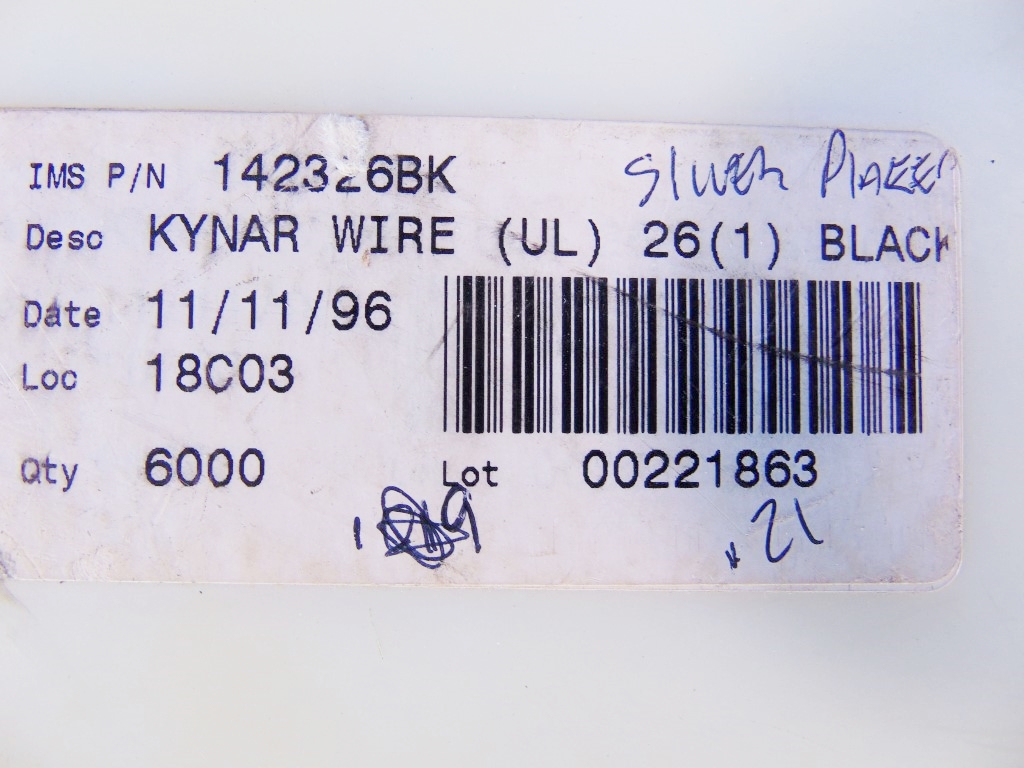 IMS P/N 142326BK
SILVER PLATED
Desc KYNAR WIRE (UL) 26(1) BLACK
Date 11/11/96
Loc 18C03
Qty 6000 Lot 00221863
.21